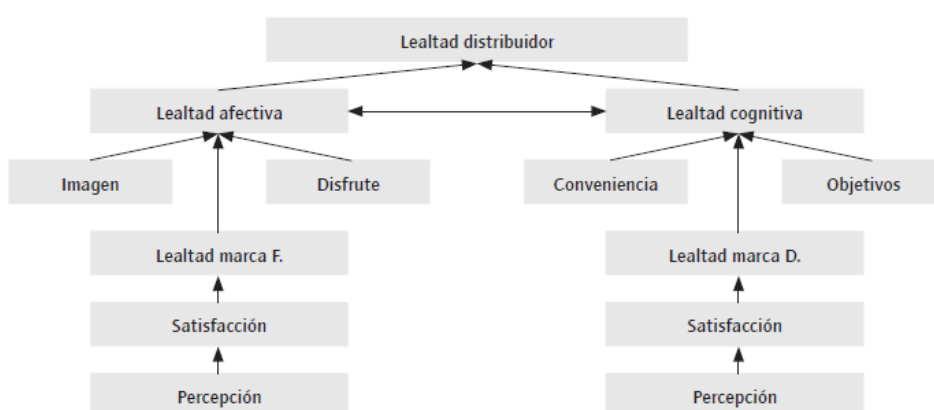 Lealtad distribuidor
Lealtad afectiva
Lealtad cognitiva
Imagen
Disfrute
Conveniencia
Objetivos
Lealtad marca F.
Lealtad marca D.
Satisfacción
Satisfacción
Percepción
Percepción